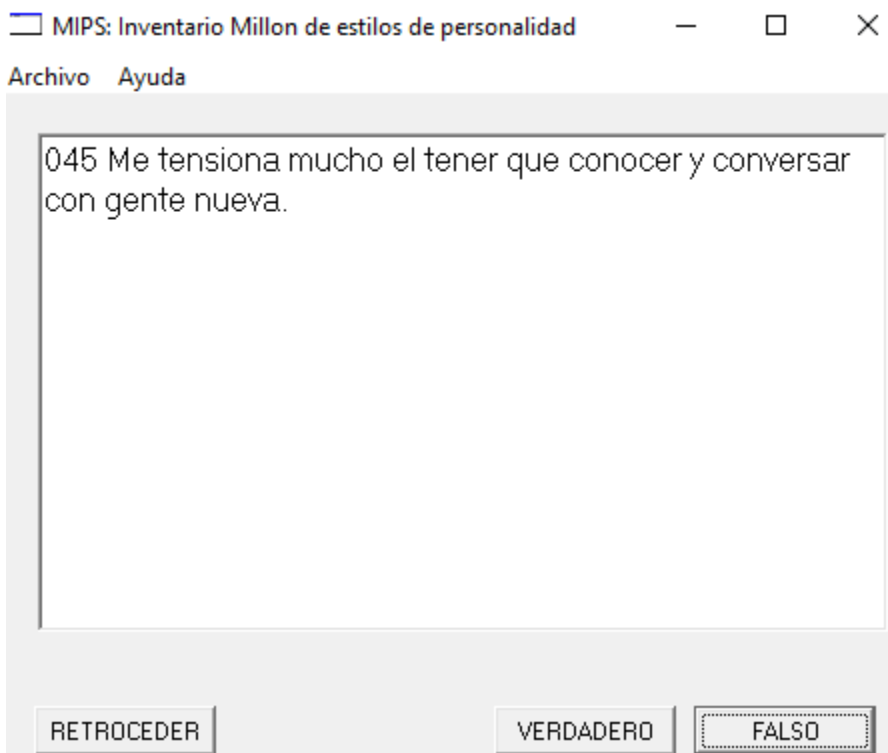 MIPS: Inventario Millon de estilos de personalidad
Archivo Ayuda
045 Me tensiona mucho el tener que conocer y conversar
con gente nueva.
RETROCEDER VERDADERO FALSO